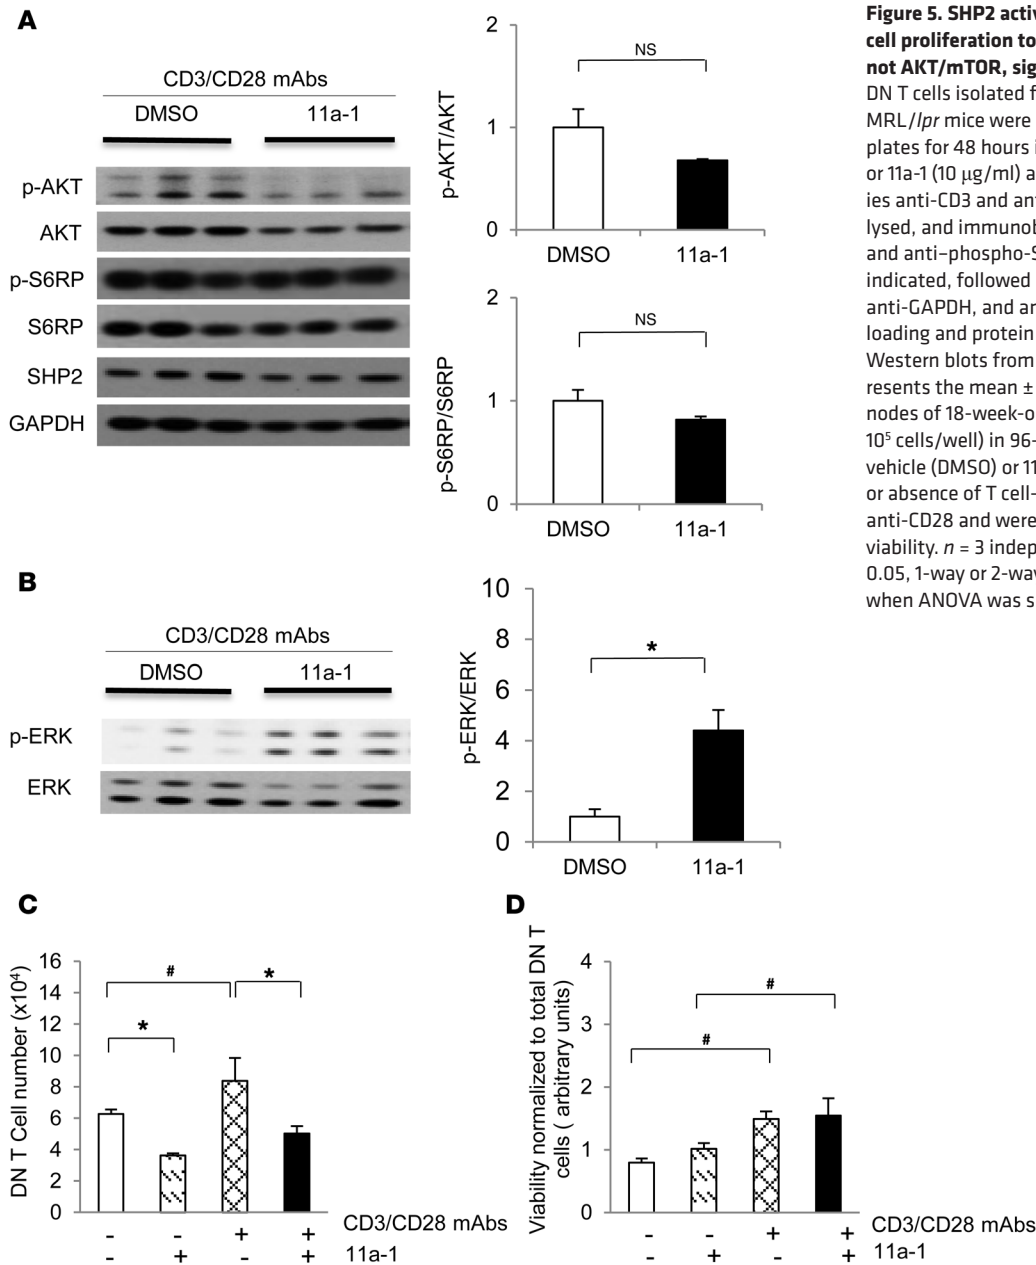 A
CD3/CD28 mAbs
DMSO 11a-1
p-AKT
AKT
p-S6RP
S6RP
SHP2
GAPDH
2
1
0
p-AKT/AKT
NS
DMSO 11a-1
2
1
0
p-S6RP/S6RP
NS
DMSO 11a-1
Figure 5. SHP2 activ
cell proliferation to
not AKT/mTOR, sig
DN T cells isolated f
MRL/lpr mice were
plates for 48 hours i
or 11a-1 (10 μg/ml) a
ies anti-CD3 and ant
lysed, and immunob
and anti–phospho-S
indicated, followed
anti-GAPDH, and an
loading and protein
Western blots from
resents the mean ±
nodes of 18-week-o
10⁵ cells/well) in 96-
vehicle (DMSO) or 11
or absence of T cell-
anti-CD28 and were
viability. n = 3 indep
0.05, 1-way or 2-way
when ANOVA was s
B
CD3/CD28 mAbs
DMSO 11a-1
p-ERK
ERK
10
8
6
4
2
0
p-ERK/ERK
*
DMSO 11a-1
C
DN T Cell number (x10⁴)
16
14
12
10
8
6
4
2
0
# *
*
- - + + CD3/CD28 mAbs
- + - + 11a-1
D
Viability normalized to total DN T
cells ( arbitrary units)
4
3
2
1
0
#
#
- - + + CD3/CD28 mAbs
- + - + 11a-1